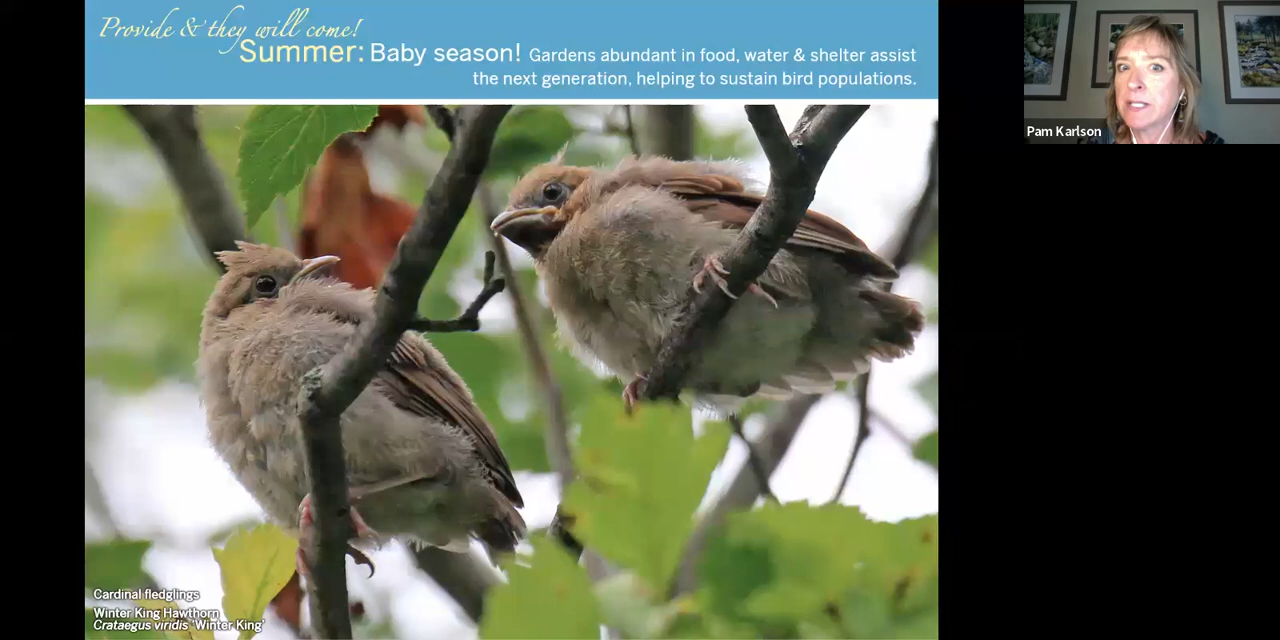 Provide & they will come!
Summer: Baby season! Gardens abundant in food, water & shelter assist
the next generation, helping to sustain bird populations.
Pam Karlson
Cardinal fledglings
Winter King Hawthorn
Crataegus viridis 'Winter King'